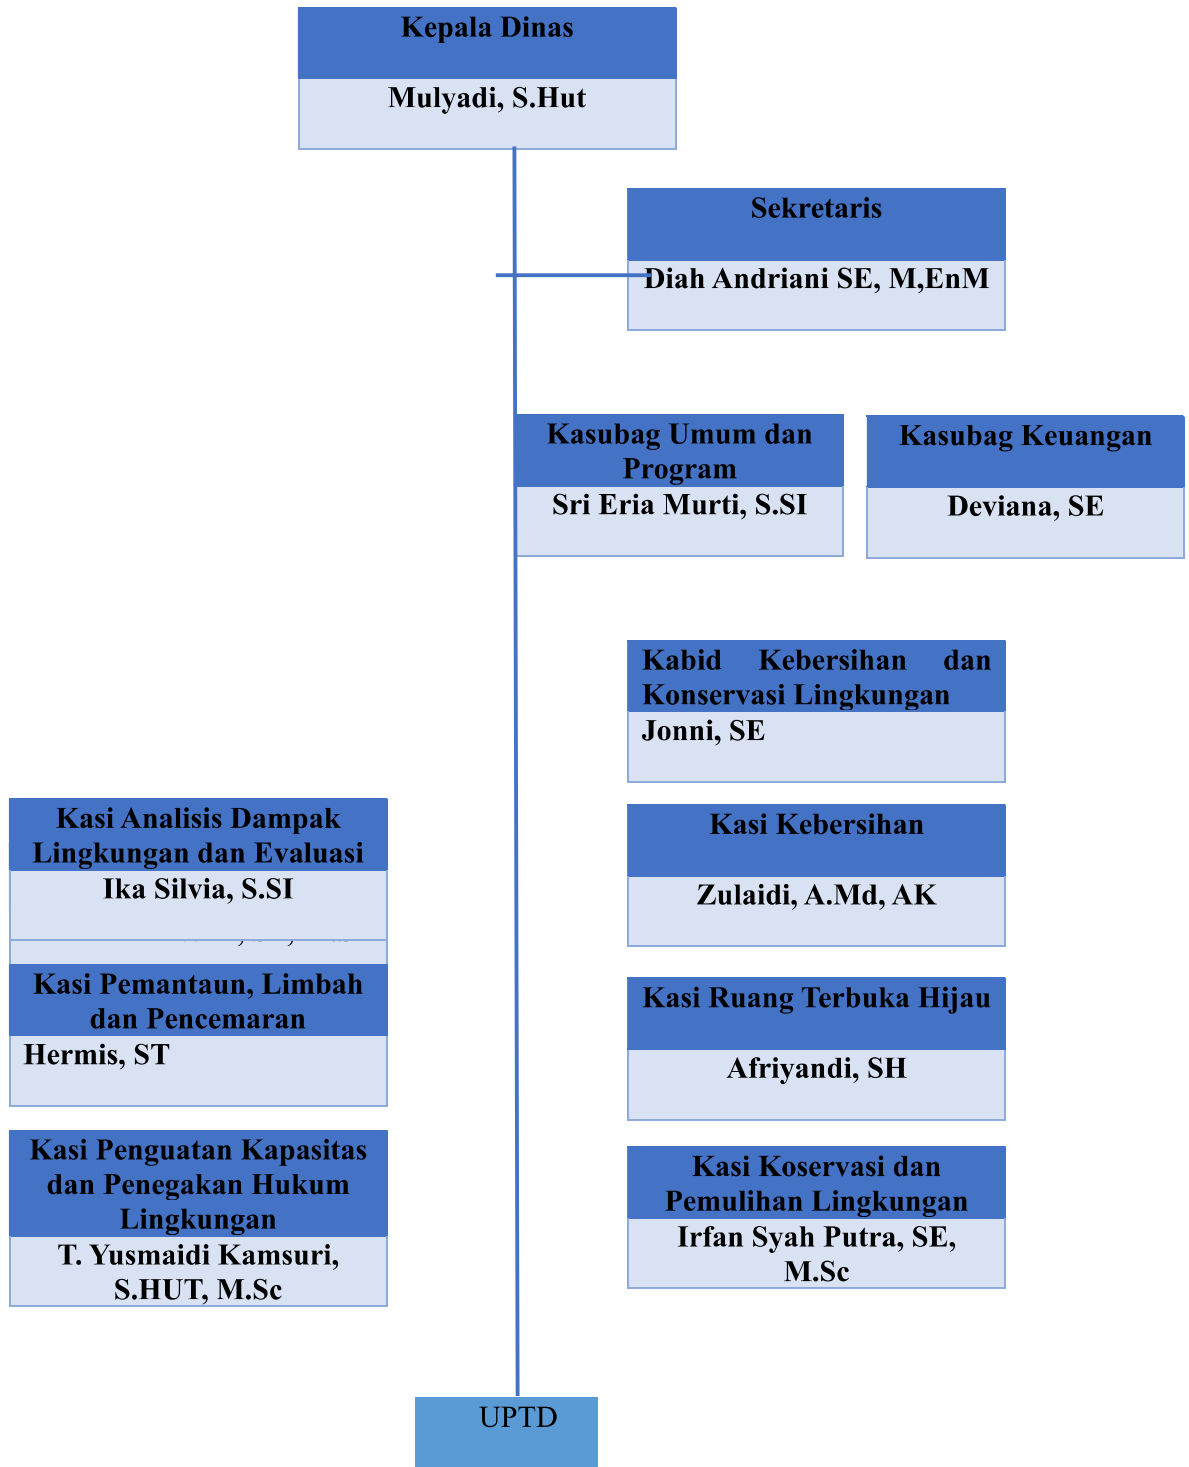 Kepala Dinas
Mulyadi, S.Hut
Sekretaris
Diah Andriani SE, M,EnM
Kasubag Umum dan
Program
Sri Eria Murti, S.SI
Kasubag Keuangan
Deviana, SE
Kabid Kebersihan dan
Konservasi Lingkungan
Jonni, SE
Kasi Analisis Dampak
Lingkungan dan Evaluasi
Ika Silvia, S.SI
Kasi Kebersihan
Zulaidi, A.Md, AK
Kasi Pemantaun, Limbah
dan Pencemaran
Hermis, ST
Kasi Ruang Terbuka Hijau
Afriyandi, SH
Kasi Penguatan Kapasitas
dan Penegakan Hukum
Lingkungan
T. Yusmaidi Kamsuri,
S.HUT, M.Sc
Kasi Koservasi dan
Pemulihan Lingkungan
Irfan Syah Putra, SE,
M.Sc
UPTD